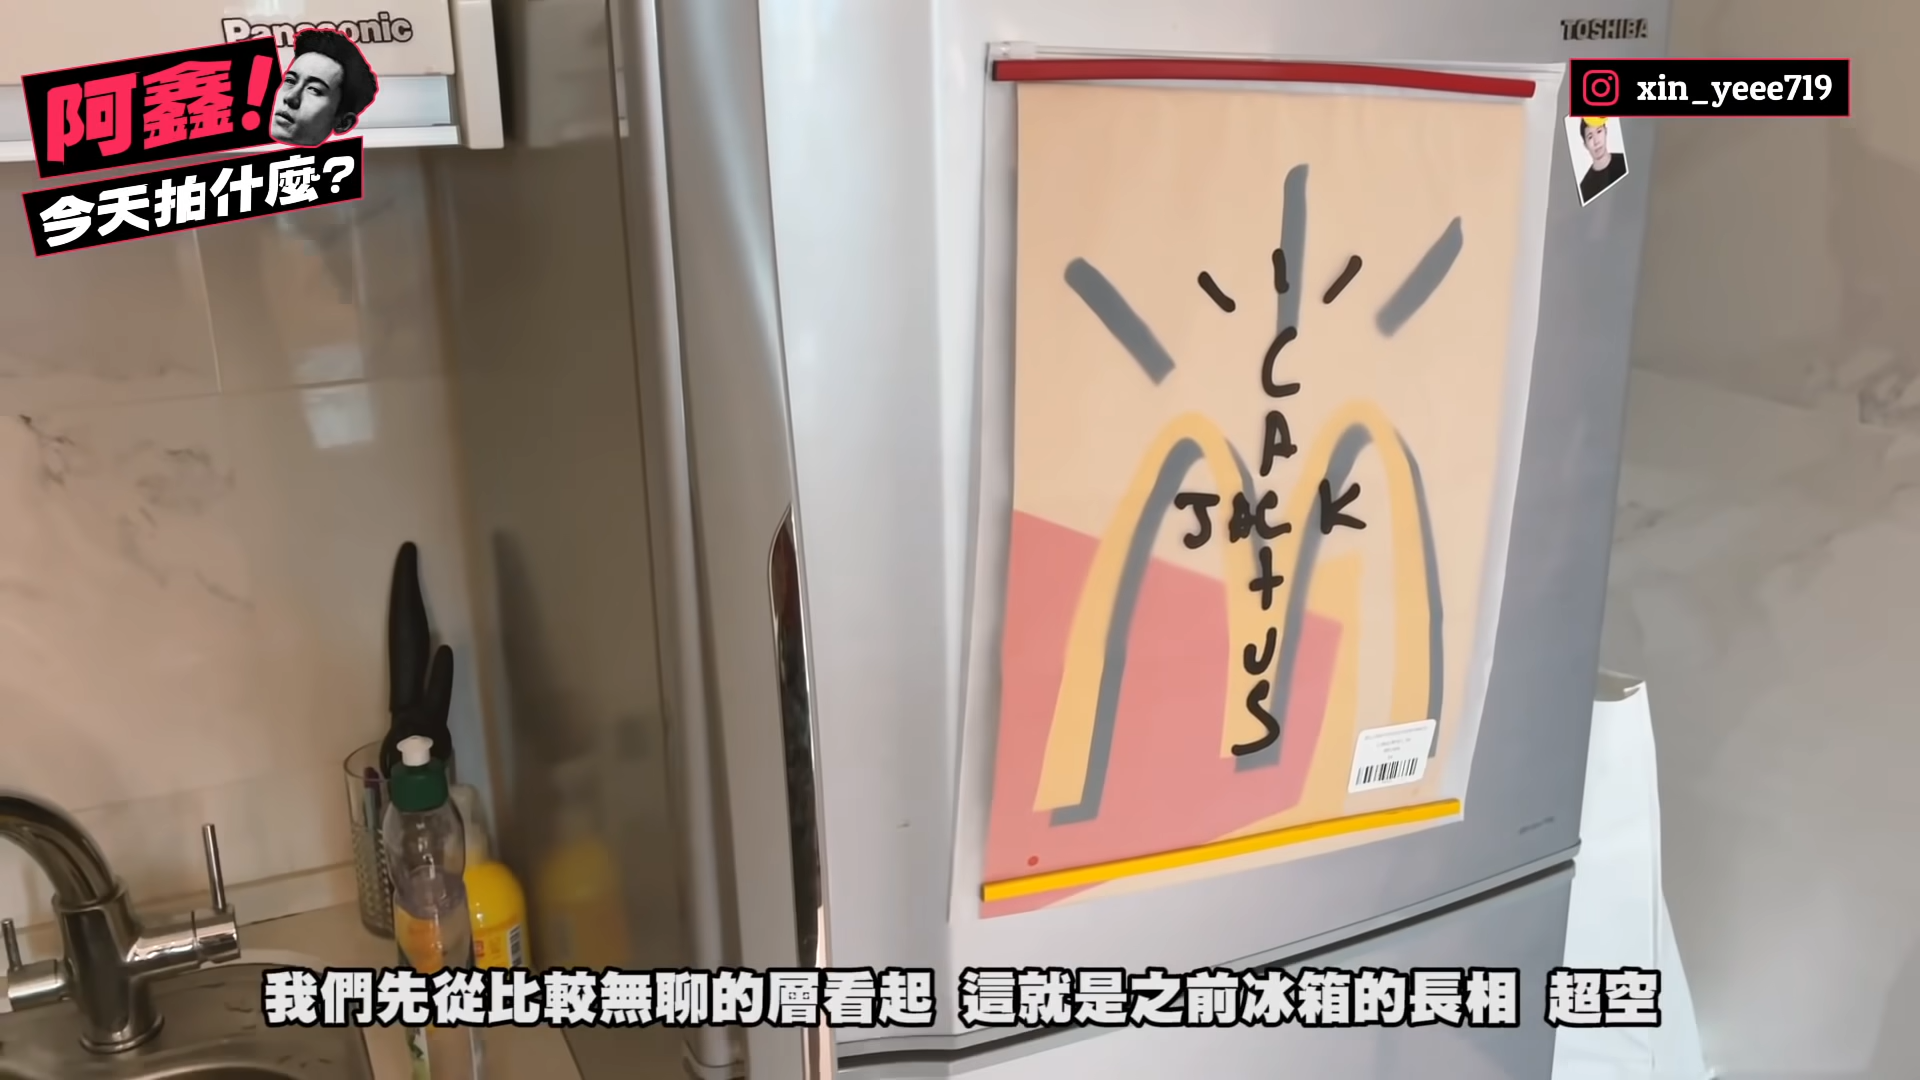 Panasonic
TOSHIBA
阿鑫!
今天拍什麼?
xin_yeee719
CACTUS
JACK
我們先從比較無聊的層看起 這就是之前冰箱的長相 超空